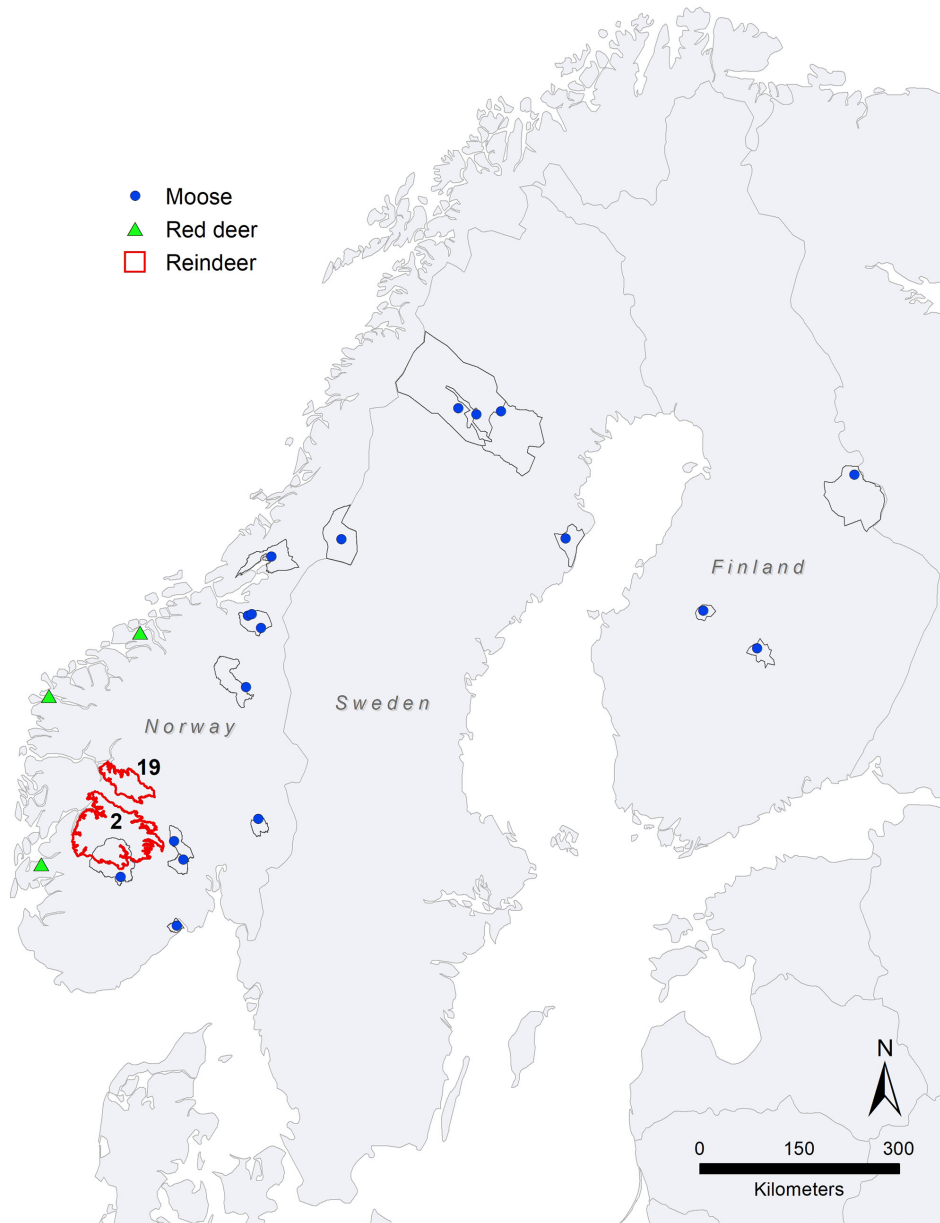 Moose
Red deer
Reindeer
Finland
Sweden
Norway
19
2
N
0 150 300
Kilometers